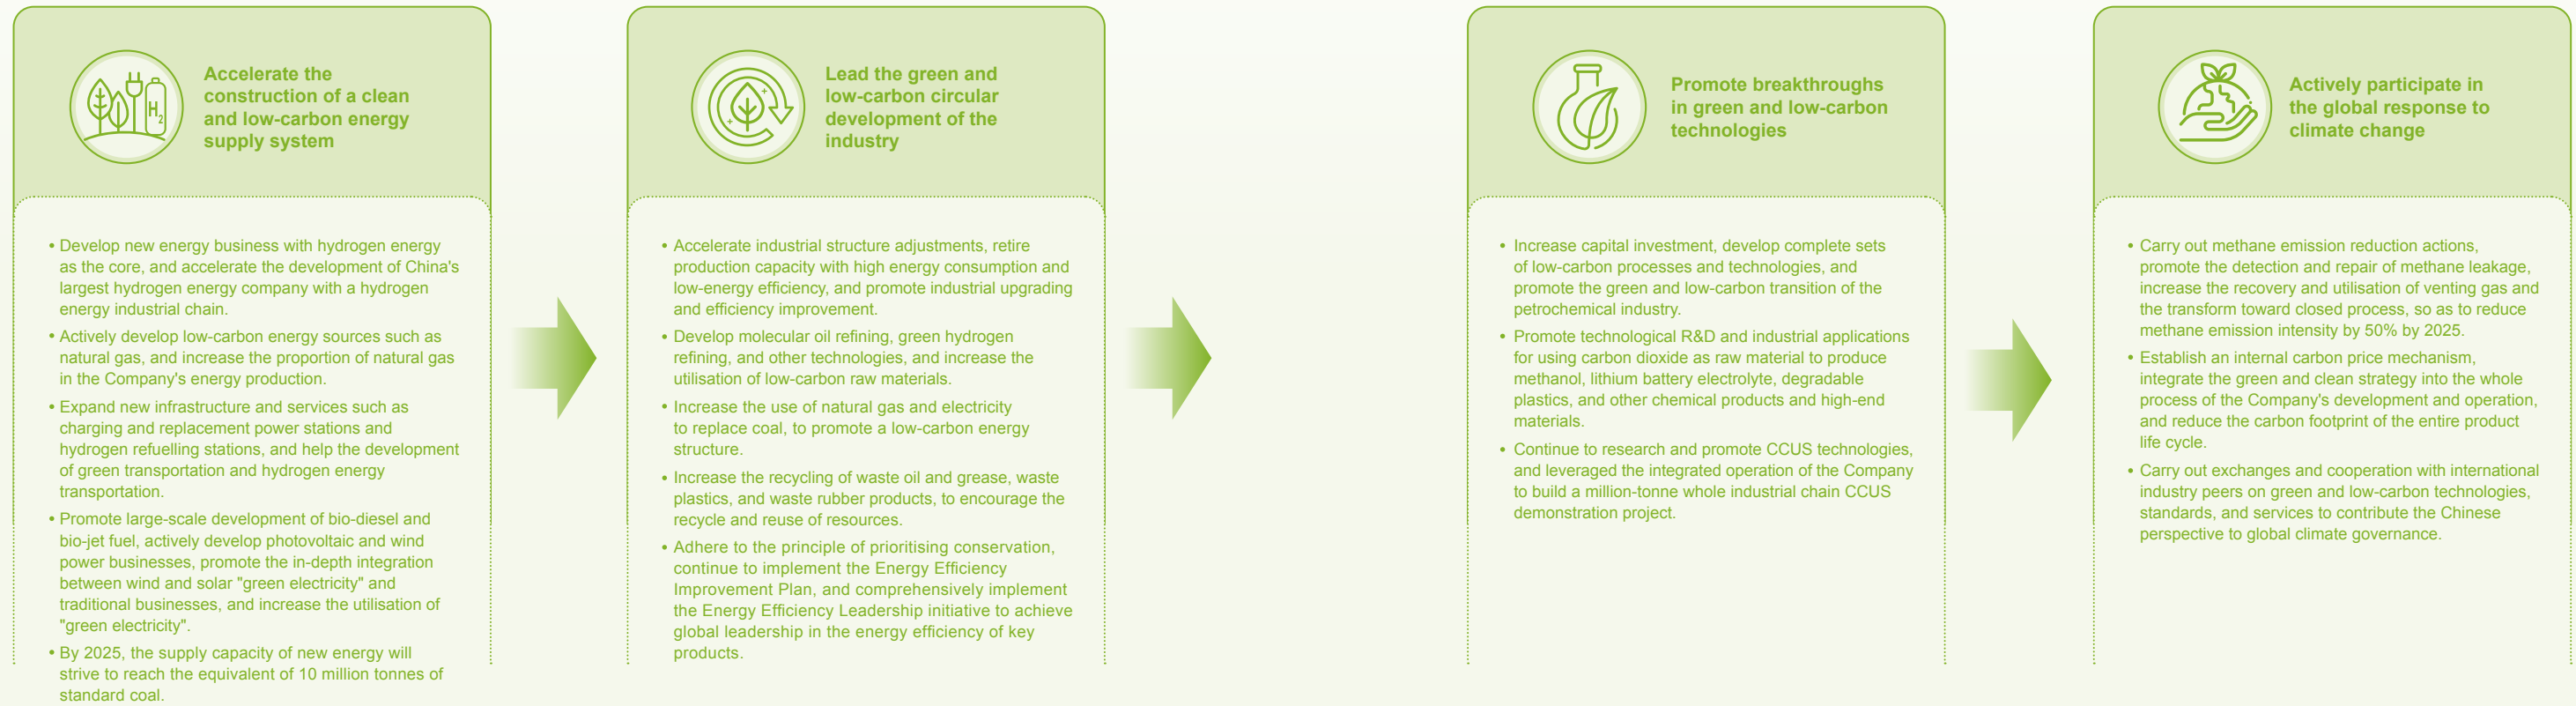 Accelerate the
construction of a clean
and low-carbon energy
supply system
H2
• Develop new energy business with hydrogen energy
as the core, and accelerate the development of China's
largest hydrogen energy company with a hydrogen
energy industrial chain.
• Actively develop low-carbon energy sources such as
natural gas, and increase the proportion of natural gas
in the Company's energy production.
• Expand new infrastructure and services such as
charging and replacement power stations and
hydrogen refuelling stations, and help the development
of green transportation and hydrogen energy
transportation.
• Promote large-scale development of bio-diesel and
bio-jet fuel, actively develop photovoltaic and wind
power businesses, promote the in-depth integration
between wind and solar "green electricity" and
traditional businesses, and increase the utilisation of
"green electricity".
• By 2025, the supply capacity of new energy will
strive to reach the equivalent of 10 million tonnes of
standard coal.
Lead the green and
low-carbon circular
development of the
industry
• Accelerate industrial structure adjustments, retire
production capacity with high energy consumption and
low-energy efficiency, and promote industrial upgrading
and efficiency improvement.
• Develop molecular oil refining, green hydrogen
refining, and other technologies, and increase the
utilisation of low-carbon raw materials.
• Increase the use of natural gas and electricity
to replace coal, to promote a low-carbon energy
structure.
• Increase the recycling of waste oil and grease, waste
plastics, and waste rubber products, to encourage the
recycle and reuse of resources.
• Adhere to the principle of prioritising conservation,
continue to implement the Energy Efficiency
Improvement Plan, and comprehensively implement
the Energy Efficiency Leadership initiative to achieve
global leadership in the energy efficiency of key
products.
Promote breakthroughs
in green and low-carbon
technologies
• Increase capital investment, develop complete sets
of low-carbon processes and technologies, and
promote the green and low-carbon transition of the
petrochemical industry.
• Promote technological R&D and industrial applications
for using carbon dioxide as raw material to produce
methanol, lithium battery electrolyte, degradable
plastics, and other chemical products and high-end
materials.
• Continue to research and promote CCUS technologies,
and leveraged the integrated operation of the Company
to build a million-tonne whole industrial chain CCUS
demonstration project.
Actively participate in
the global response to
climate change
• Carry out methane emission reduction actions,
promote the detection and repair of methane leakage,
increase the recovery and utilisation of venting gas and
the transform toward closed process, so as to reduce
methane emission intensity by 50% by 2025.
• Establish an internal carbon price mechanism,
integrate the green and clean strategy into the whole
process of the Company's development and operation,
and reduce the carbon footprint of the entire product
life cycle.
• Carry out exchanges and cooperation with international
industry peers on green and low-carbon technologies,
standards, and services to contribute the Chinese
perspective to global climate governance.